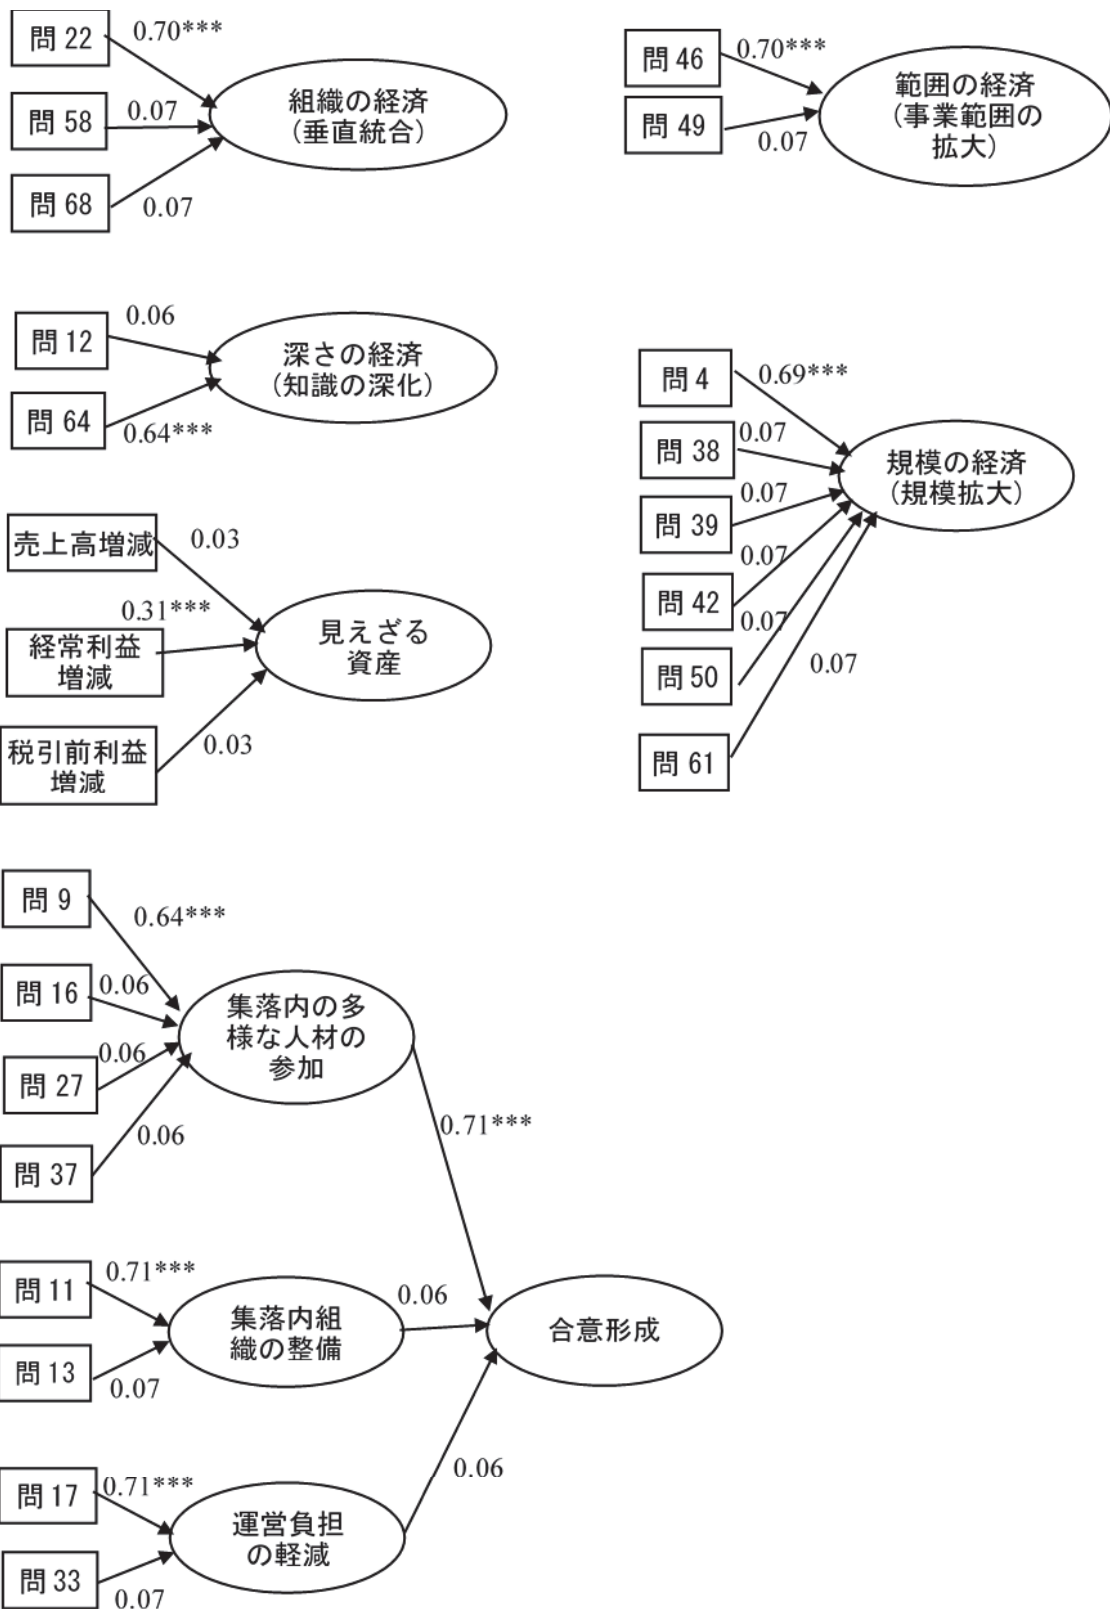 問 22
0.70***
問 58
0.07
問 68
0.07
組織の経済
（垂直統合）
問 46
0.70***
問 49
0.07
範囲の経済
（事業範囲の
拡大）
問 12
0.06
問 64
0.64***
深さの経済
（知識の深化）
問 4
0.69***
問 38
0.07
問 39
0.07
問 42
0.07
問 50
0.07
問 61
0.07
規模の経済
（規模拡大）
売上高増減
0.03
経常利益
増減
0.31***
税引前利益
増減
0.03
見えざる
資産
問 9
0.64***
問 16
0.06
問 27
0.06
問 37
0.06
集落内の多
様な人材の
参加
0.71***
問 11
0.71***
問 13
0.07
集落内組
織の整備
0.06
合意形成
問 17
0.71***
問 33
0.07
運営負担
の軽減
0.06